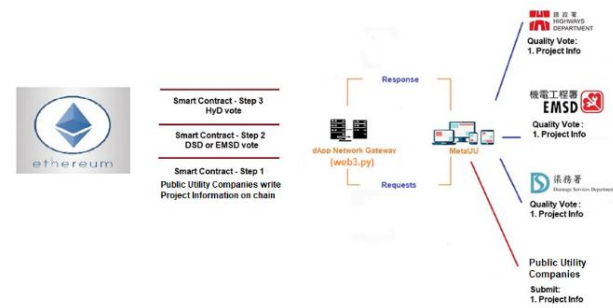 ethereum
Smart Contract - Step 3
HyD vote
Smart Contract - Step 2
DSD or EMSD vote
Smart Contract - Step 1
Public Utility Companies write
Project Information on chain
Response
dApp Network Gateway
(web3.py)
MetaUU
Requests
路政署
HIGHWAYS
DEPARTMENT
Quality Vote:
1. Project Info
機電工程署
EMSD
Quality Vote :
1. Project Info
渠務署
Drainage Services Department
Quality Vote :
1. Project Info
Public Utility
Companies
Submit:
1. Project Info